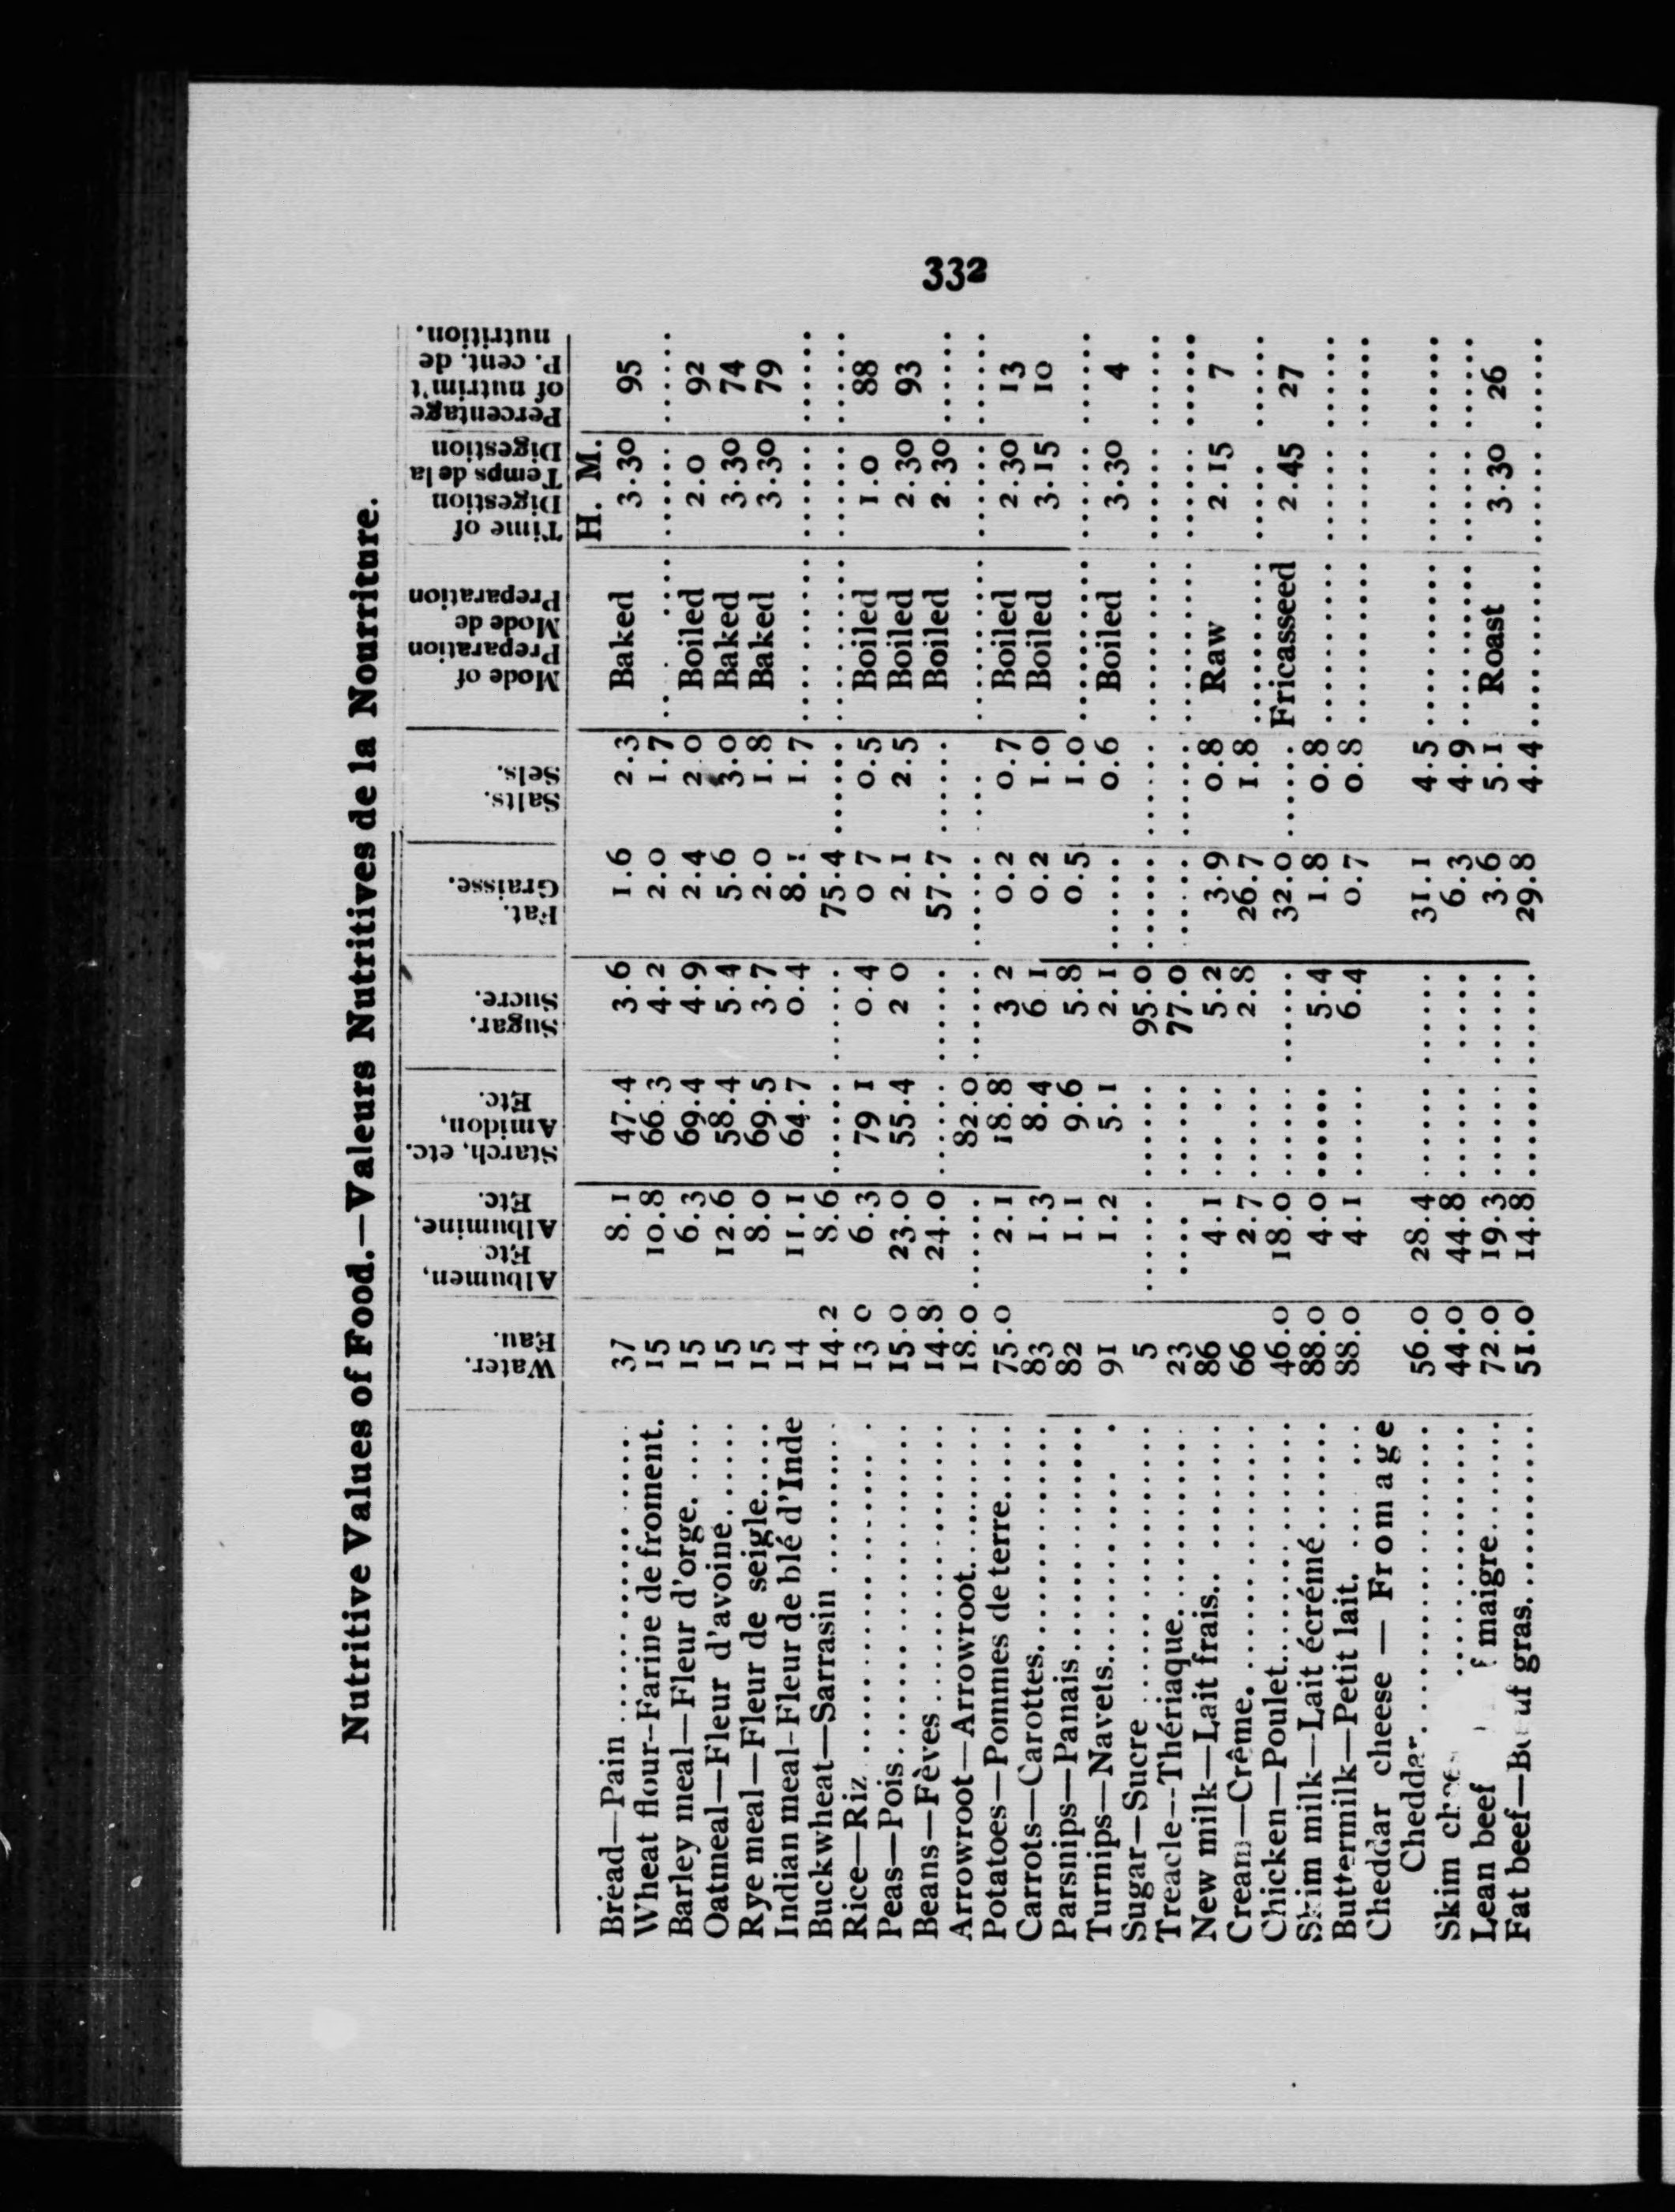 332
Nutritive Values of Food.—Valeurs Nutritives de la Nourriture.
Water. Eau. Albumen, Etc Albumine, Etc. Starch, etc. Amidon, Etc. Sugar. Sucre. Fat. Graisse. Salts. Sels. Mode of Preparation Mode de Preparation Time of Digestion Temps de la Digestion Percentage of nutrim't P. cent. de nutrition.
H. M.
Bread—Pain 37 8.1 47.4 3.6 1.6 2.3 Baked 3.30 95
Wheat flour–Farine de froment. 15 10.8 66.3 4.2 2.0 1.7
Barley meal—Fleur d'orge. 15 6.3 69.4 4.9 2.4 2 0 Boiled 2.0 92
Oatmeal—Fleur d'avoine 15 12.6 58.4 5.4 5.6 3.0 Baked 3.30 74
Rye meal—Fleur de seigle 15 8.0 69.5 3.7 2.0 1.8 Baked 3.30 79
Indian meal–Fleur de blé d'Inde 14 11.1 64.7 0.4 8.1 1.7
Buckwheat—Sarrasin 14.2 8.6 75.4
Rice—Riz 13 0 6.3 79 1 0.4 0 7 0.5 Boiled 1.0 88
Peas—Pois 15.0 23.0 55.4 2 0 2.1 2.5 Boiled 2.30 93
Beans—Fèves 14.8 24.0 57.7 Boiled 2.30
Arrowroot—Arrowroot 18.0 82.0
Potatoes—Pommes de terre 75.0 2.1 18.8 3 2 0.2 0.7 Boiled 2.30 13
Carrots—Carottes 83 1.3 8.4 6 1 0.2 1.0 Boiled 3.15 10
Parsnips—Panais 82 1.1 9.6 5.8 0.5 1.0
Turnips—Navets 91 1.2 5.1 2.1 0.6 Boiled 3.30 4
Sugar—Sucre 5 95.0
Treacle—Thériaque 23 77.0
New milk—Lait frais 86 4.1 5.2 3.9 0.8 Raw 2.15 7
Cream—Crême. 66 2.7 2.8 26.7 1.8
Chicken—Poulet 46.0 18.0 32.0 Fricasseed 2.45 27
Skim milk—Lait écrémé 88.0 4.0 5.4 1.8 0.8
Buttermilk—Petit lait. 88.0 4.1 6.4 0.7 0.8
Cheddar cheese — Fromage
Cheddar 56.0 28.4 31.1 4.5
Skim 44.0 44.8 6.3 4.9
Lean beef maigre 72.0 19.3 3.6 5.1 Roast 3.30 26
Fat beef—Bœuf gras 51.0 14.8 29.8 4.4